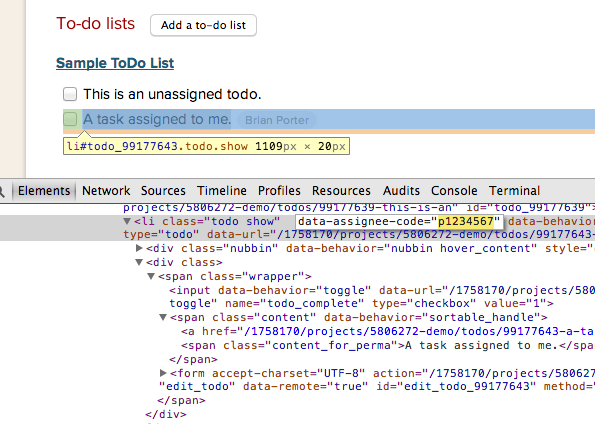 To-do lists Add a to-do list
Sample ToDo List
This is an unassigned todo.
A task assigned to me. Brian Porter
li#todo_99177643.todo.show 1109px × 20px
Elements Network Sources Timeline Profiles Resources Audits Console Terminal
projects/5806272-demo/todos/99177639-this-is-an" id="todo_99177639">
▼<li class="todo show" data-assignee-code="p1234567" data-behavior
type="todo" data-url="/1758170/projects/5806272-demo/todos/99177643-
▶<div class="nubbin" data-behavior="nubbin hover_content" style="
▼<div class>
▼<span class="wrapper">
<input data-behavior="toggle" data-url="/1758170/projects/580
toggle" name="todo_complete" type="checkbox" value="1">
▼<span class="content" data-behavior="sortable_handle">
<a href="/1758170/projects/5806272-demo/todos/99177643-a-ta
<span class="content_for_perma">A task assigned to me.</spa
</span>
▶<form accept-charset="UTF-8" action="/1758170/projects/58062
"edit_todo" data-remote="true" id="edit_todo_99177643" method=
</span>
</div>